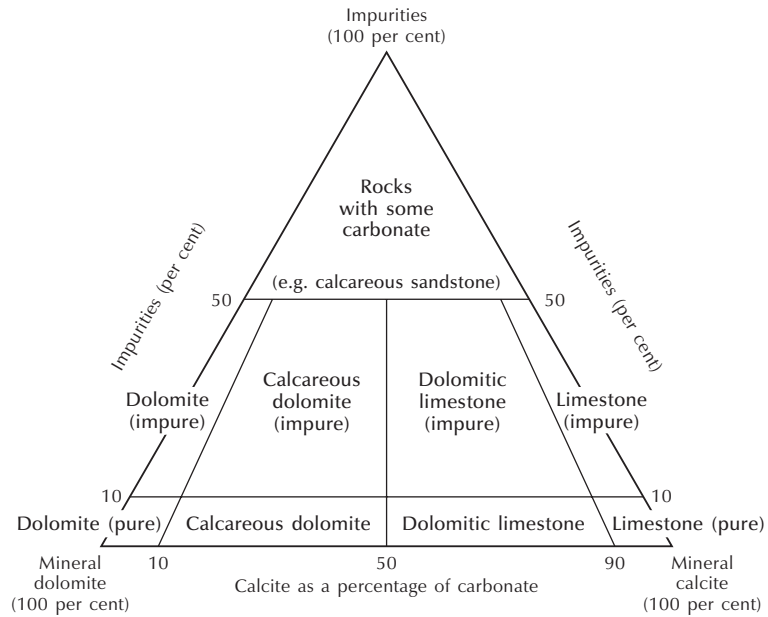 Impurities
(100 per cent)
Rocks
with some
carbonate
(e.g. calcareous sandstone)
Impurities (per cent)
Impurities (per cent)
50
50
Dolomite
(impure)
Calcareous
dolomite
(impure)
Dolomitic
limestone
(impure)
Limestone
(impure)
10
10
Dolomite (pure)
Calcareous dolomite
Dolomitic limestone
Limestone (pure)
Mineral
dolomite
(100 per cent)
10
50
90
Calcite as a percentage of carbonate
Mineral
calcite
(100 per cent)